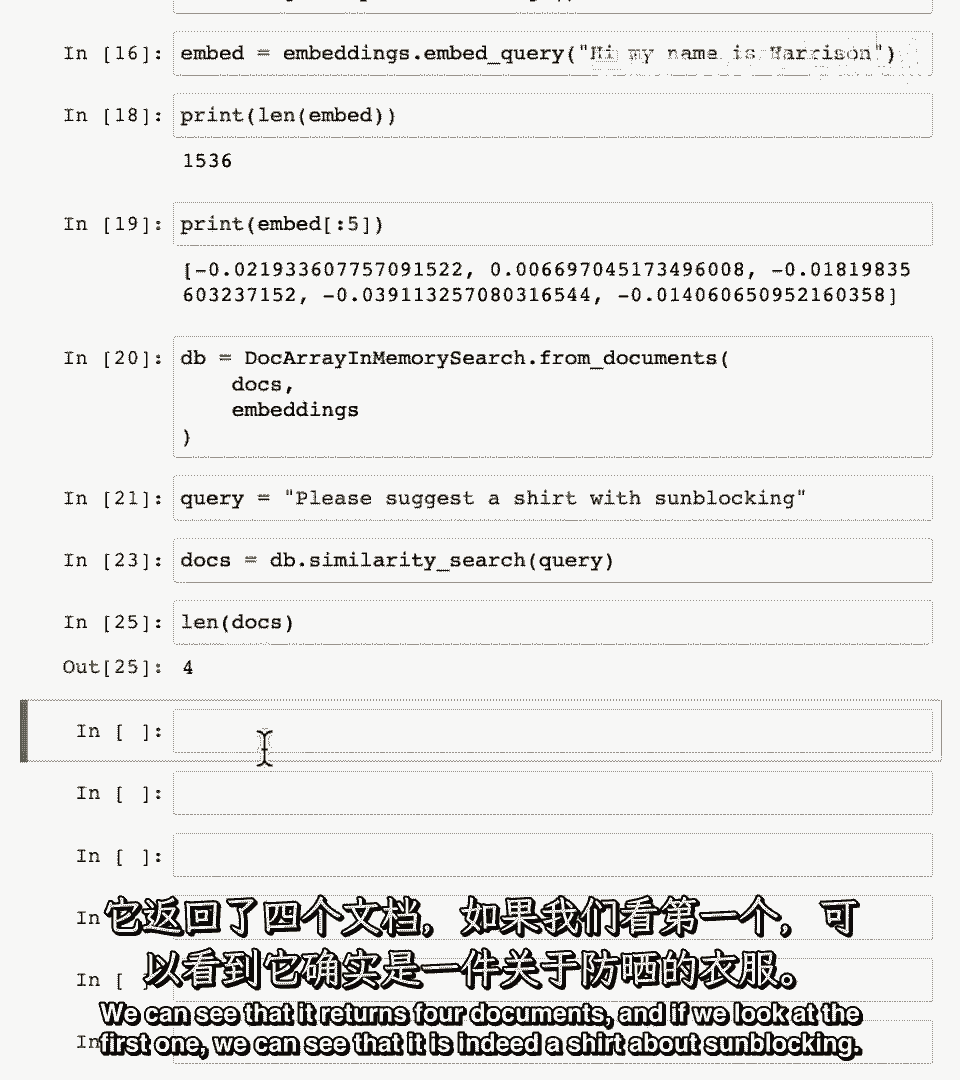 In [16]: embed = embeddings.embed_query("Hi my name is Harrison")
In [18]: print(len(embed))
1536
In [19]: print(embed[:5])
[-0.021933607757091522, 0.006697045173496008, -0.01819835
603237152, -0.039113257080316544, -0.014060650952160358]
In [20]: db = DocArrayInMemorySearch.from_documents(
docs,
embeddings
)
In [21]: query = "Please suggest a shirt with sunblocking"
In [23]: docs = db.similarity_search(query)
In [25]: len(docs)
Out[25]: 4
In [ ]:
In [ ]:
In [ ]:
In
它返回了四个文档，如果我们看第一个，可
In [
以看到它确实是一件关于防晒的衣服。
We can see that it returns four documents, and if we look at the
In
first one, we can see that it is indeed a shirt about sunblocking.